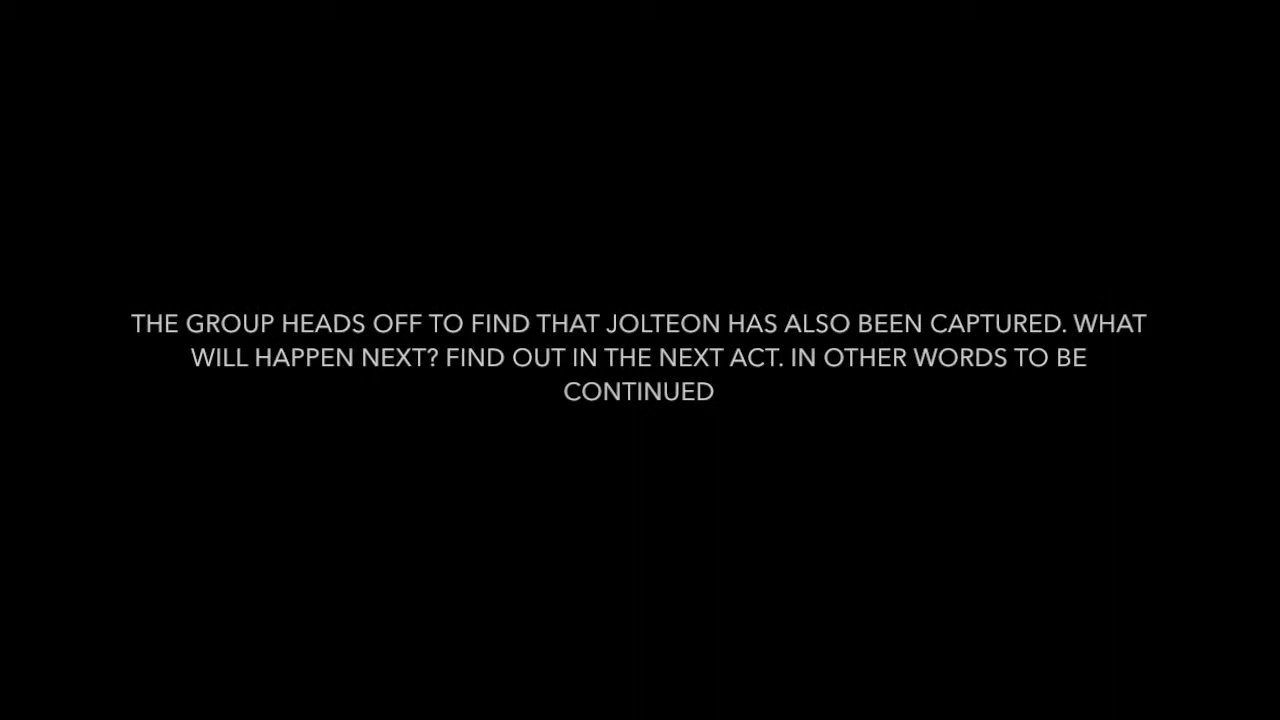 THE GROUP HEADS OFF TO FIND THAT JOLTEON HAS ALSO BEEN CAPTURED. WHAT
WILL HAPPEN NEXT? FIND OUT IN THE NEXT ACT. IN OTHER WORDS TO BE
CONTINUED